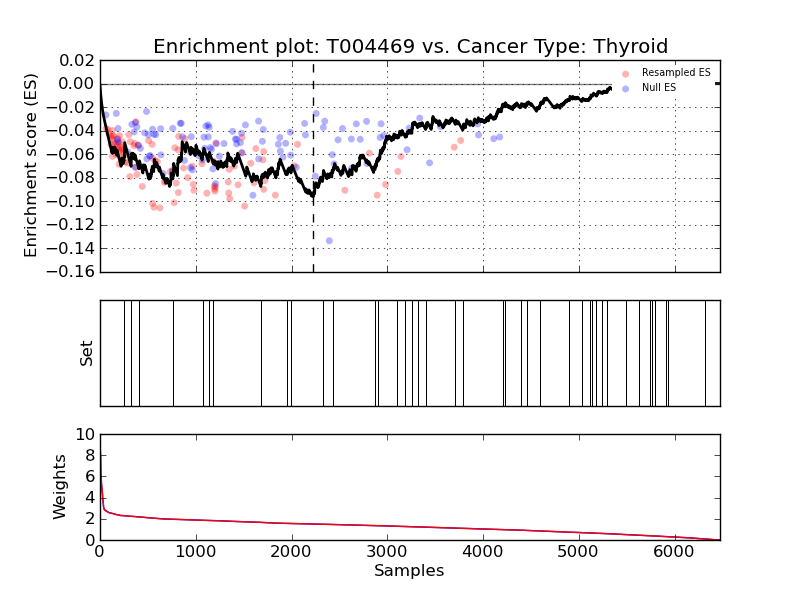 Enrichment plot: T004469 vs. Cancer Type: Thyroid
Enrichment score (ES)
0.02
0.00
−0.02
−0.04
−0.06
−0.08
−0.10
−0.12
−0.14
−0.16
Resampled ES
Null ES
Set
Weights
10
8
6
4
2
0
0 1000 2000 3000 4000 5000 6000
Samples